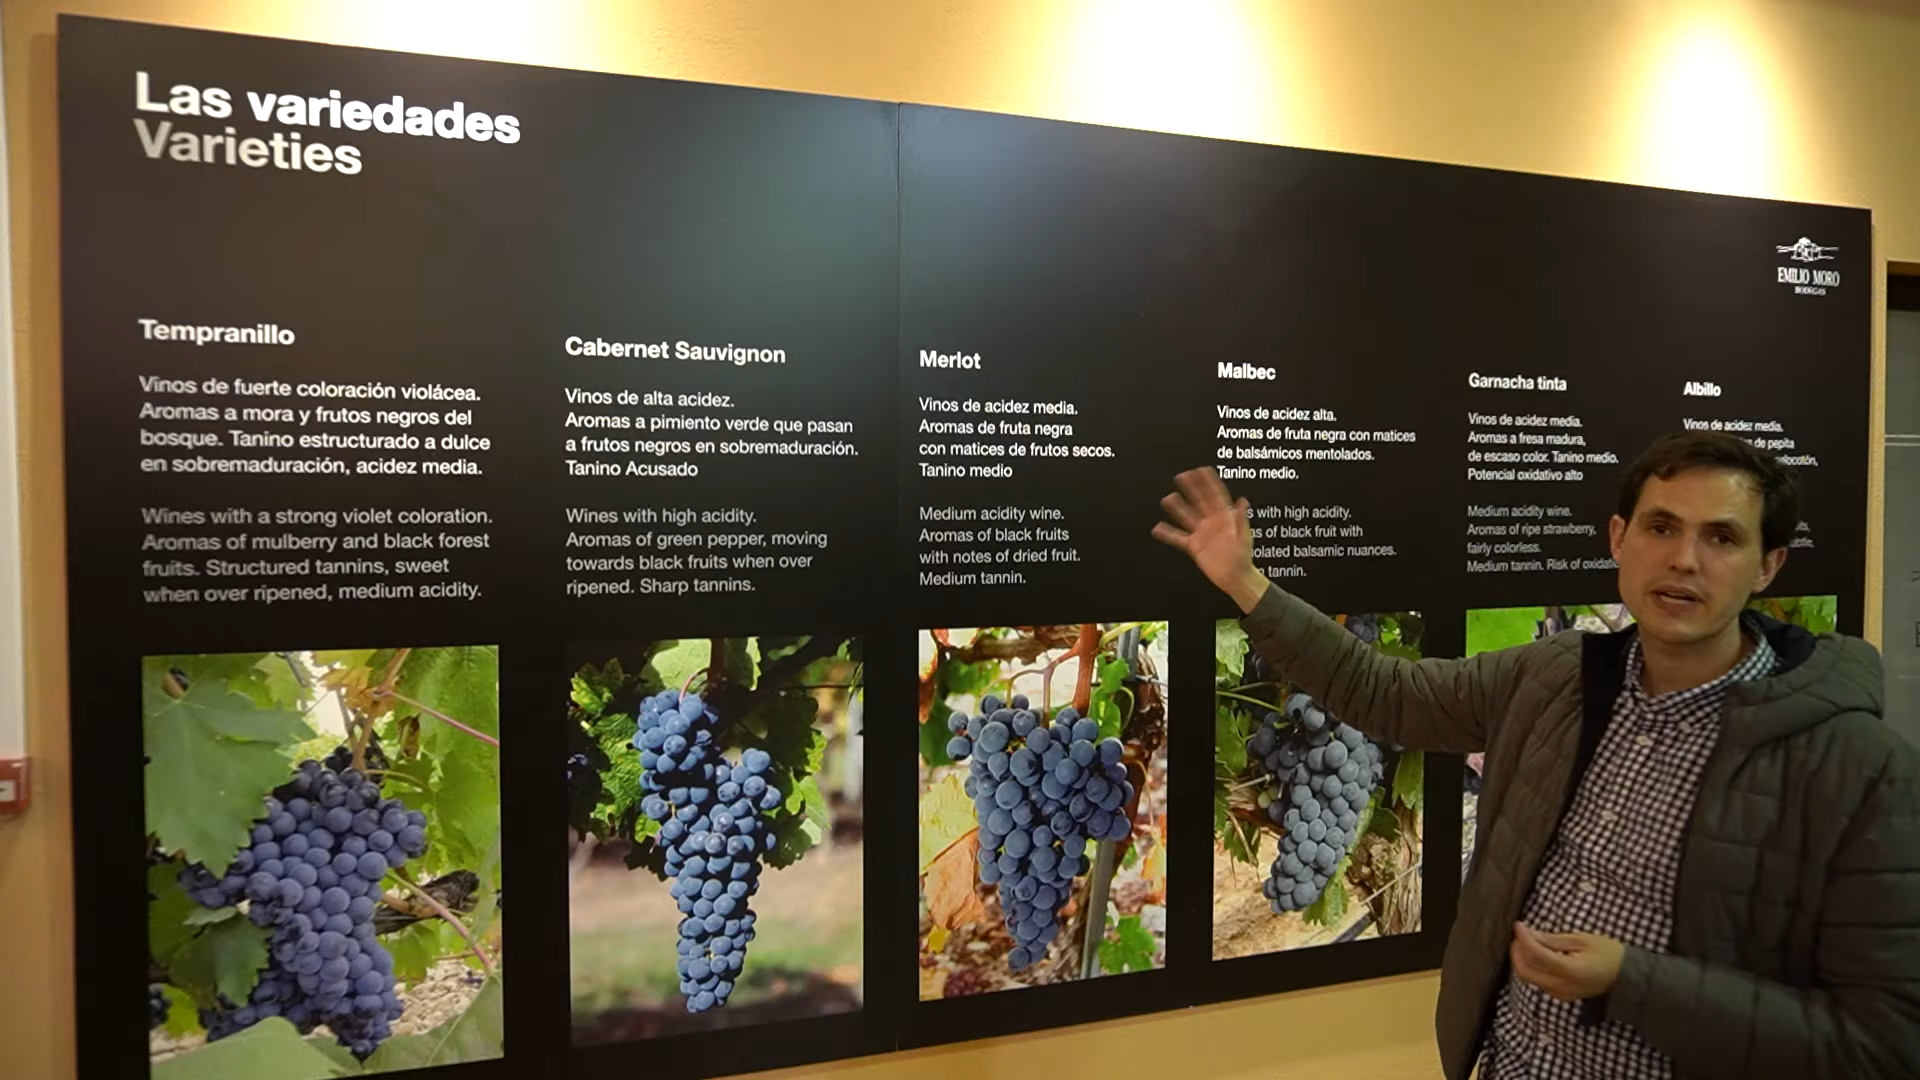 Las variedades
Varieties
EMILIO MORO
BODEGAS
Tempranillo
Vinos de fuerte coloración violácea.
Aromas a mora y frutos negros del
bosque. Tanino estructurado a dulce
en sobremaduración, acidez media.
Wines with a strong violet coloration.
Aromas of mulberry and black forest
fruits. Structured tannins, sweet
when over ripened, medium acidity.
Cabernet Sauvignon
Vinos de alta acidez.
Aromas a pimiento verde que pasan
a frutos negros en sobremaduración.
Tanino Acusado
Wines with high acidity.
Aromas of green pepper, moving
towards black fruits when over
ripened. Sharp tannins.
Merlot
Vinos de acidez media.
Aromas de fruta negra
con matices de frutos secos.
Tanino medio
Medium acidity wine.
Aromas of black fruits
with notes of dried fruit.
Medium tannin.
Malbec
Vinos de acidez alta.
Aromas de fruta negra con matices
de balsámicos mentolados.
Tanino medio.
with high acidity.
of black fruit with
balsamic nuances.
tannin.
Garnacha tinta
Vinos de acidez media.
Aromas a fresa madura,
de escaso color. Tanino medio.
Potencial oxidativo alto
Medium acidity wine.
Aromas of ripe strawberry,
fairly colorless.
Medium tannin. Risk of
Albillo
Vinos de acidez media.
de pepita